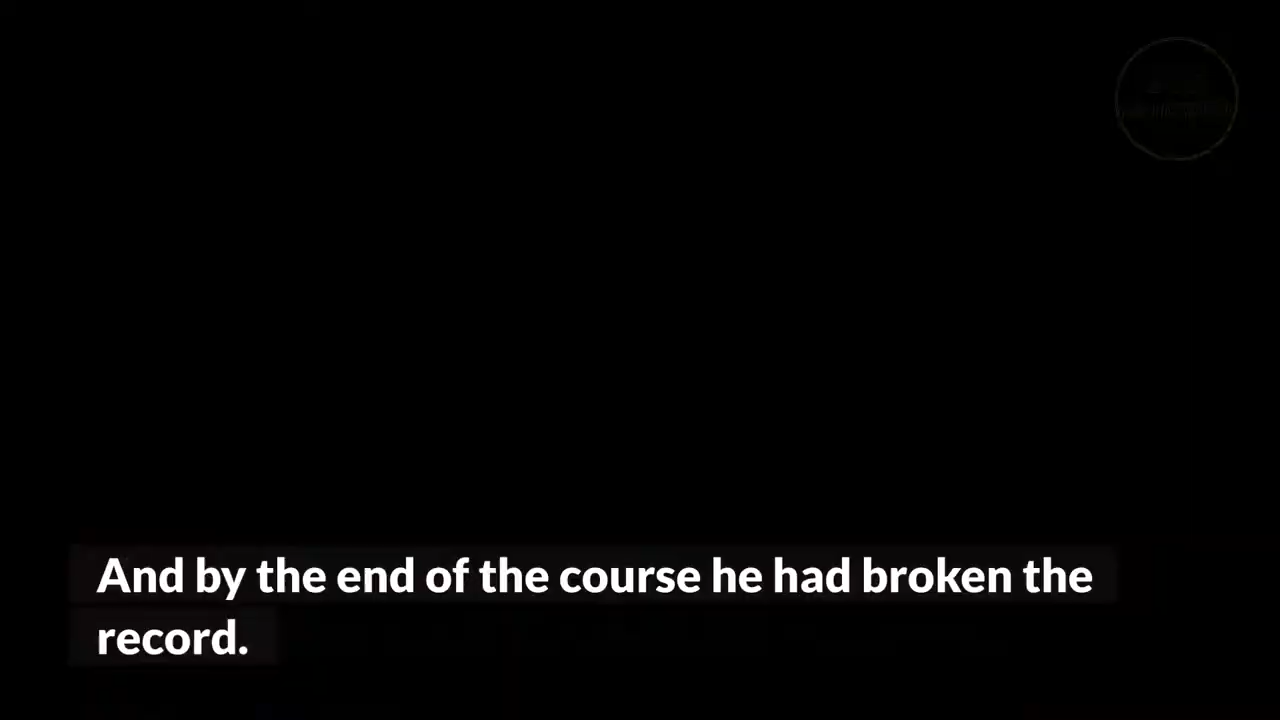 And by the end of the course he had broken the
record.